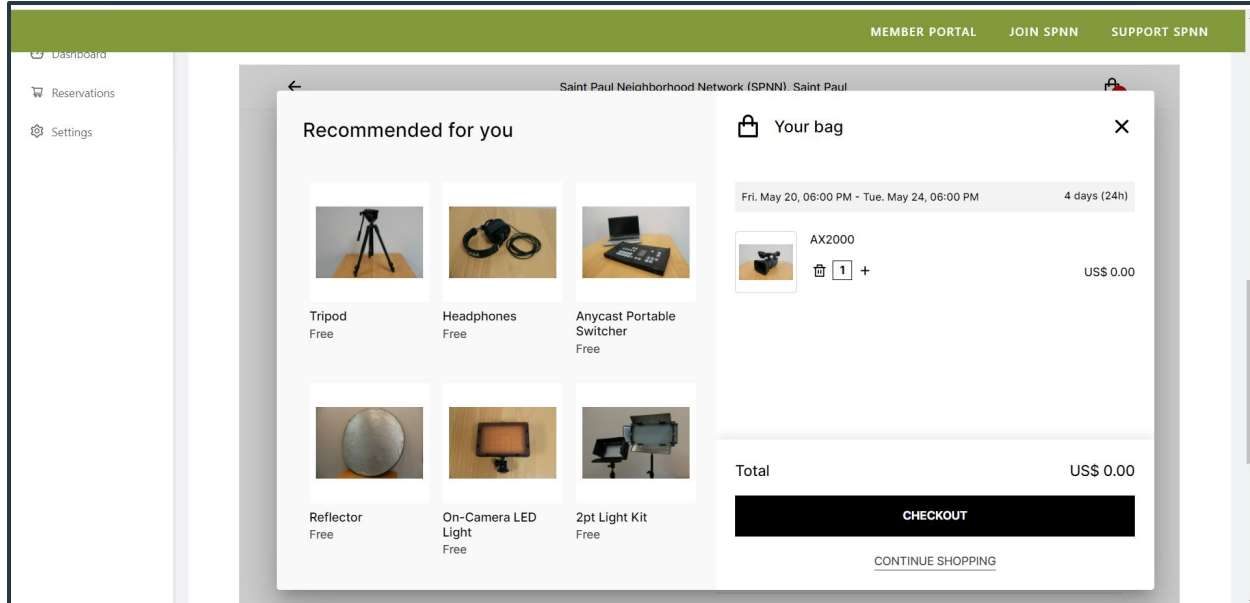 MEMBER PORTAL JOIN SPNN SUPPORT SPNN
Dashboard
Reservations
Settings
Saint Paul Neighborhood Network (SPNN), Saint Paul
Recommended for you
Tripod
Free
Headphones
Free
Anycast Portable
Switcher
Free
Reflector
Free
On-Camera LED
Light
Free
2pt Light Kit
Free
Your bag
Fri. May 20, 06:00 PM - Tue. May 24, 06:00 PM 4 days (24h)
AX2000
1 +
US$ 0.00
Total US$ 0.00
CHECKOUT
CONTINUE SHOPPING